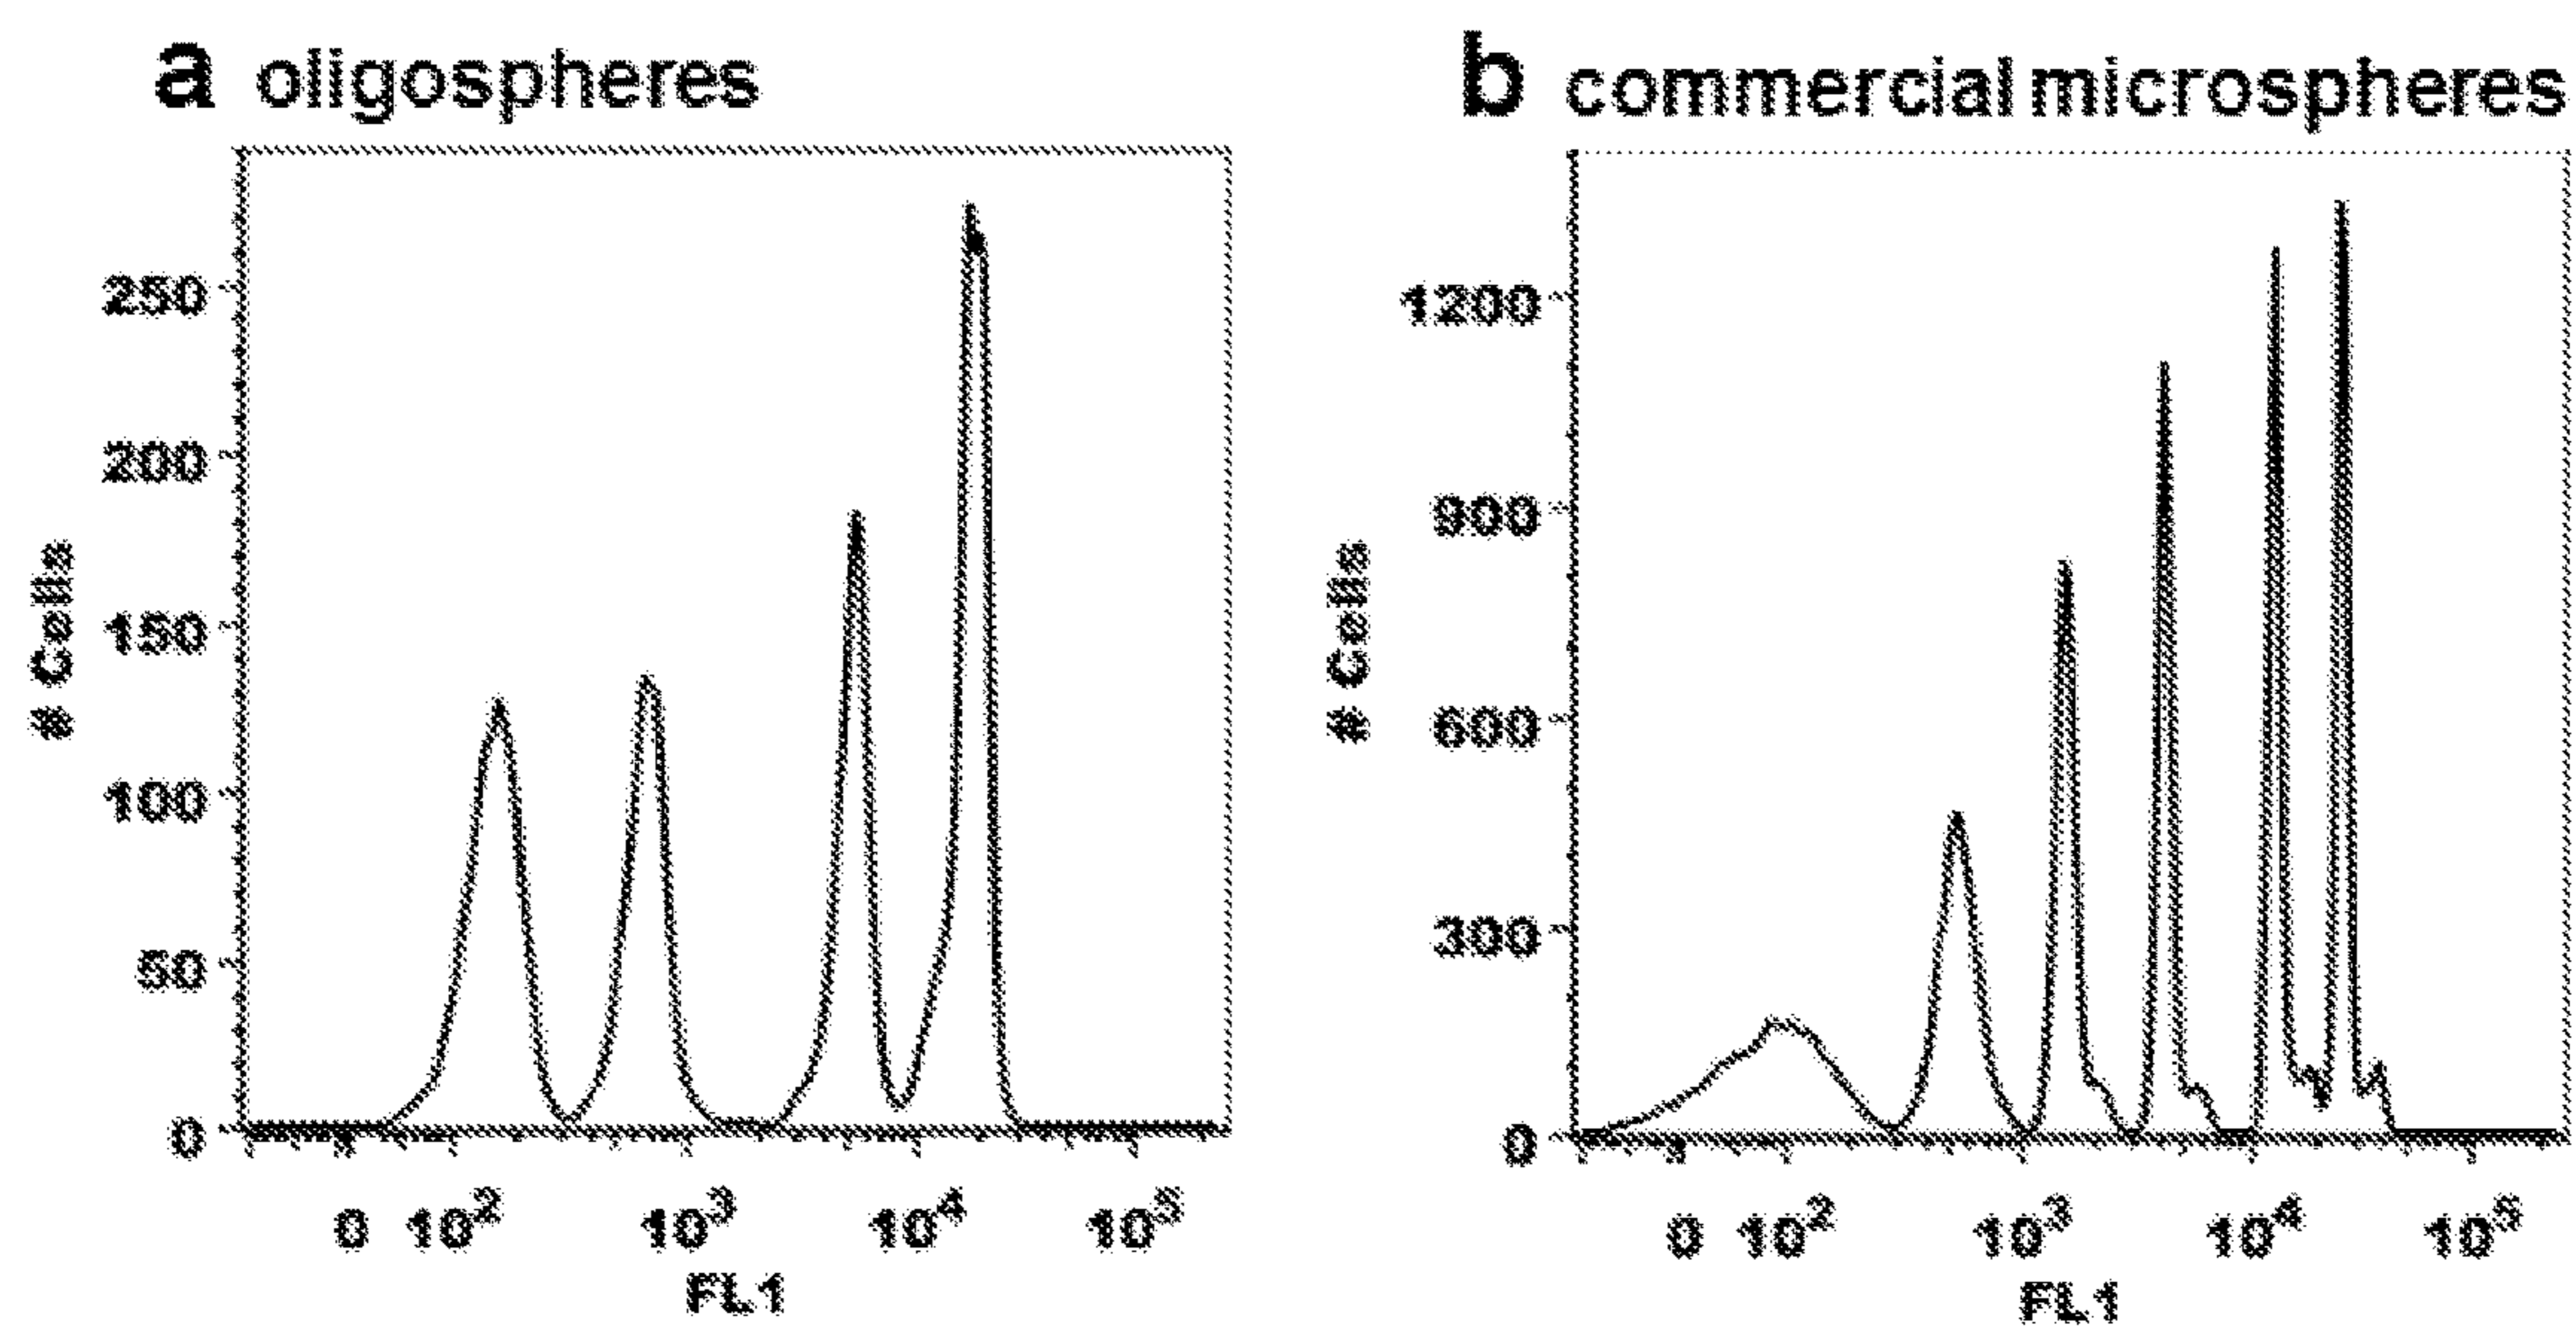 a oligospheres
250
200
150
100
50
0
# Cells
0 10² 10³ 10⁴ 10⁵
FL1
b commercial microspheres
1200
900
600
300
0
# Cells
0 10² 10³ 10⁴ 10⁵
FL1